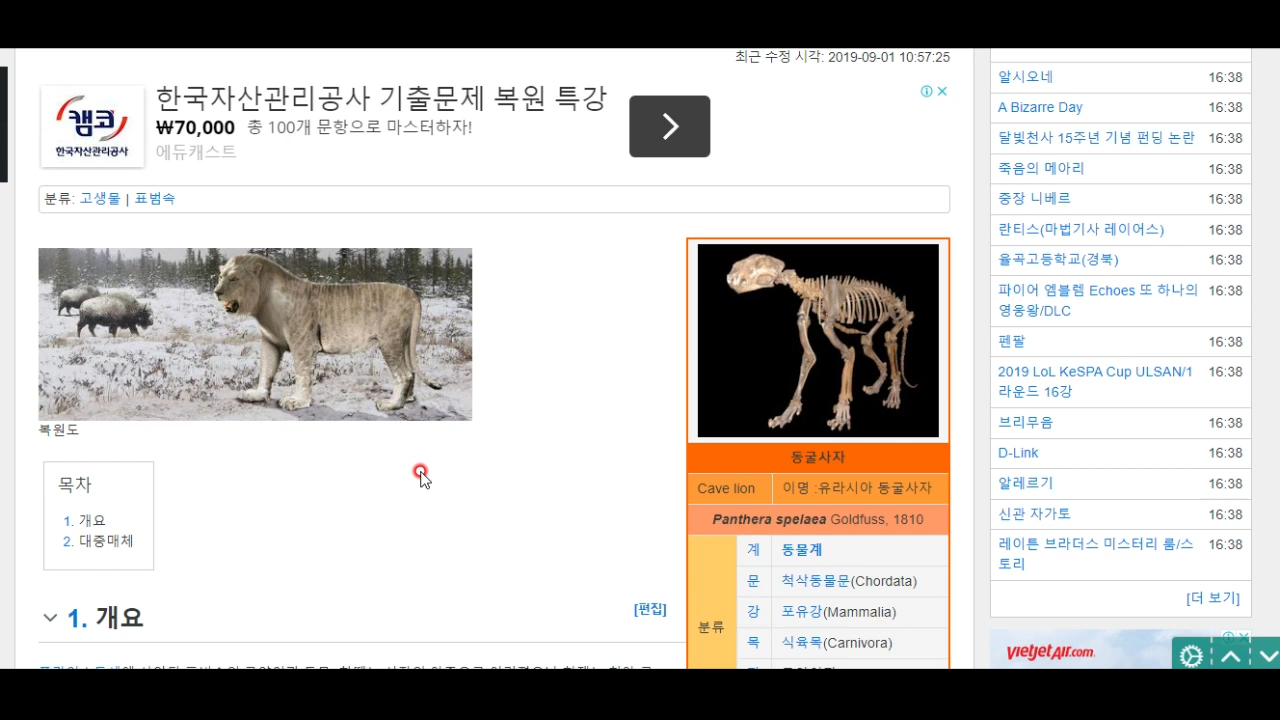 최근 수정 시각: 2019-09-01 10:57:25
캠코
한국자산관리공사
한국자산관리공사 기출문제 복원 특강
₩70,000 총 100개 문항으로 마스터하자!
에듀캐스트
분류: 고생물 | 표범속
복원도
목차
1. 개요
2. 대중매체
1. 개요
[편집]
동굴사자
Cave lion 이명 :유라시아 동굴사자
Panthera spelaea Goldfuss, 1810
분류
계 동물계
문 척삭동물문(Chordata)
강 포유강(Mammalia)
목 식육목(Carnivora)
알시오네 16:38
A Bizarre Day 16:38
달빛천사 15주년 기념 펀딩 논란 16:38
죽음의 메아리 16:38
중장 니베르 16:38
란티스(마법기사 레이어스) 16:38
율곡고등학교(경북) 16:38
파이어 엠블렘 Echoes 또 하나의 16:38
영웅왕/DLC
펜팔 16:38
2019 LoL KeSPA Cup ULSAN/1 16:38
라운드 16강
브리무음 16:38
D-Link 16:38
알레르기 16:38
신관 자가토 16:38
레이튼 브라더스 미스터리 룸/스 16:38
토리
[더 보기]
vietjetAir.com